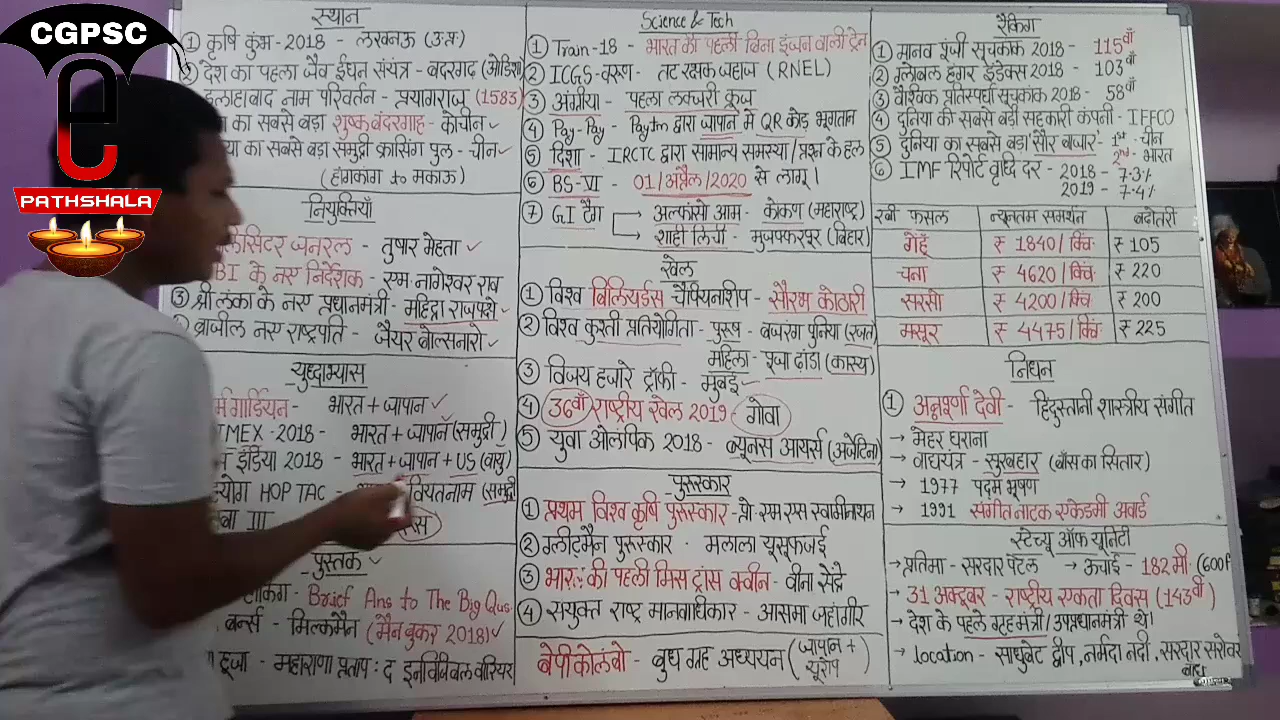 CGPSC
e
PATHSHALA
स्थान
① कृषि कुंभ-2018 - लखनऊ (उ.प्र.)
देश का पहला जैव ईंधन संयंत्र - बदरगढ़ (ओडिशा
इलाहाबाद नाम परिवर्तन - प्रयागराज (1583)
का सबसे बड़ा शुष्क बंदरगाह - कोचीन
का सबसे बड़ा समुद्री क्रासिंग पुल - चीन
(हांगकांग to मकाऊ)
नियुक्तियाँ
जनरल - तुषार मेहता
BI के नए निर्देशक - एम नागेश्वर राव
③ श्रीलंका के नए प्रधानमंत्री - महिंद्रा राजपक्षे
ब्राजील नए राष्ट्रपति - जैयर बोल्सनारो
युद्धाभ्यास
गार्डियन - भारत + जापान
IMEX-2018 - भारत + जापान (समुद्री)
इंडिया 2018 - भारत + जापान + US (वायु)
HOP TAC - वियतनाम (समुद्री
III
पुस्तक
Brief Ans to The Big Qus.
बर्न्स - मिल्कमैन (मैन बुकर 2018)
हूजा - महाराणा प्रताप : द इनविंसिबल वारियर
Science & Tech
① Train-18 - भारत की पहली बिना इंजन वाली ट्रेन
② ICGS-वरुण - तट रक्षक जहाज (RNEL)
③ अंग्रीया - पहला लक्जरी क्रूज
④ Pay-Pay - Paytm द्वारा जापान में QR कोड भुगतान
⑤ दिशा - IRCTC द्वारा सामान्य समस्या/प्रश्न के हल
⑥ BS-VI - 01/अप्रैल/2020 से लागू।
⑦ GI टैग → अल्फांसो आम - कोंकण (महाराष्ट्र)
→ शाही लिची - मुजफ्फरपुर (बिहार)
खेल
① विश्व बिलियर्डस चैंपियनशिप - सौरभ कोठारी
② विश्व कुश्ती प्रतियोगिता - पुरुष - बजरंग पुनिया (रजत)
महिला - पूजा ढ़ांडा (कास्य)
③ विजय हजारे ट्रॉफी - मुंबई
④ 36वाँ राष्ट्रीय खेल 2019 - गोवा
⑤ युवा ओलंपिक 2018 - ब्यूनस आयर्स (अर्जेंटिना)
पुरुस्कार
① प्रथम विश्व कृषि पुरुस्कार - प्रो. एम एस स्वामीनाथन
② ग्लीटमैन पुरुस्कार - मलाला यूसूफजई
③ भारत की पहली मिस ट्रांस क्वीन - वीना सेंद्रे
④ संयुक्त राष्ट्र मानवाधिकार - आसमा जहांगीर
बेपीकोलंबो - बुध ग्रह अध्ययन (जापान + यूरोप)
रैंकिंग
① मानव पूंजी सूचकांक 2018 - 115वाँ
② ग्लोबल हंगर इंडेक्स 2018 - 103वाँ
③ वैश्विक प्रतिस्पर्धा सूचकांक 2018 - 58वाँ
④ दुनिया की सबसे बड़ी सहकारी कंपनी - IFFCO
⑤ दुनिया का सबसे बड़ा सौर बाजार - 1st - चीन
2nd - भारत
⑥ IMF रिपोर्ट वृद्धि दर - 2018 - 7.3%
2019 - 7.4%
रबी फसल न्यूनतम समर्थन बढ़ोतरी
गेहूँ ₹ 1840/क्विं. ₹ 105
चना ₹ 4620/क्विं. ₹ 220
सरसो ₹ 4200/क्विं. ₹ 200
मसूर ₹ 4475/क्विं ₹ 225
निधन
① अन्नपूर्णा देवी - हिंदुस्तानी शास्त्रीय संगीत
→ मेहर घराना
→ वाद्ययंत्र - सुरबहार (बाँस का सितार)
→ 1977 पदम भूषण
→ 1991 संगीत नाटक एकेडमी अवार्ड
स्टेच्यू ऑफ यूनिटी
→ प्रतिमा - सरदार पटेल → ऊंचाई - 182 मी. (600f
→ 31 अक्टूबर - राष्ट्रीय एकता दिवस (143वीं)
→ देश के पहले गृहमंत्री/उपप्रधानमंत्री थे।
→ location - साधुबेट द्वीप, नर्मदा नदी, सरदार सरोवर
बांध